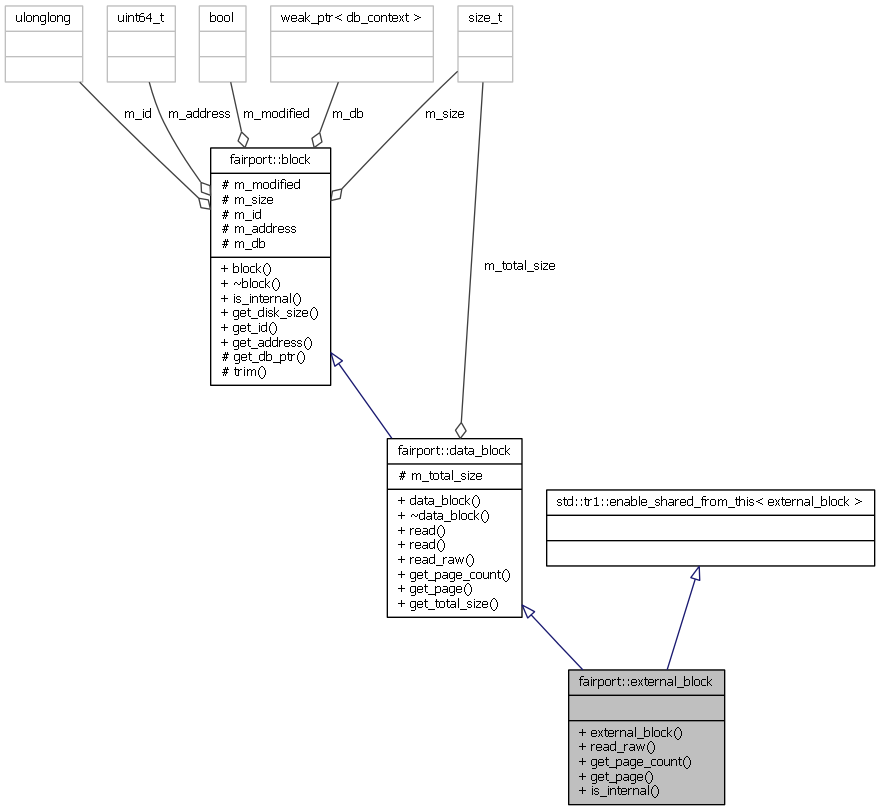 ulonglong
uint64_t
bool
weak_ptr< db_context >
size_t
m_id
m_address
m_modified
m_db
m_size
fairport::block
# m_modified
# m_size
# m_id
# m_address
# m_db
+ block()
+ ~block()
+ is_internal()
+ get_disk_size()
+ get_id()
+ get_address()
# get_db_ptr()
# trim()
m_total_size
fairport::data_block
# m_total_size
+ data_block()
+ ~data_block()
+ read()
+ read()
+ read_raw()
+ get_page_count()
+ get_page()
+ get_total_size()
std::tr1::enable_shared_from_this< external_block >
fairport::external_block
+ external_block()
+ read_raw()
+ get_page_count()
+ get_page()
+ is_internal()